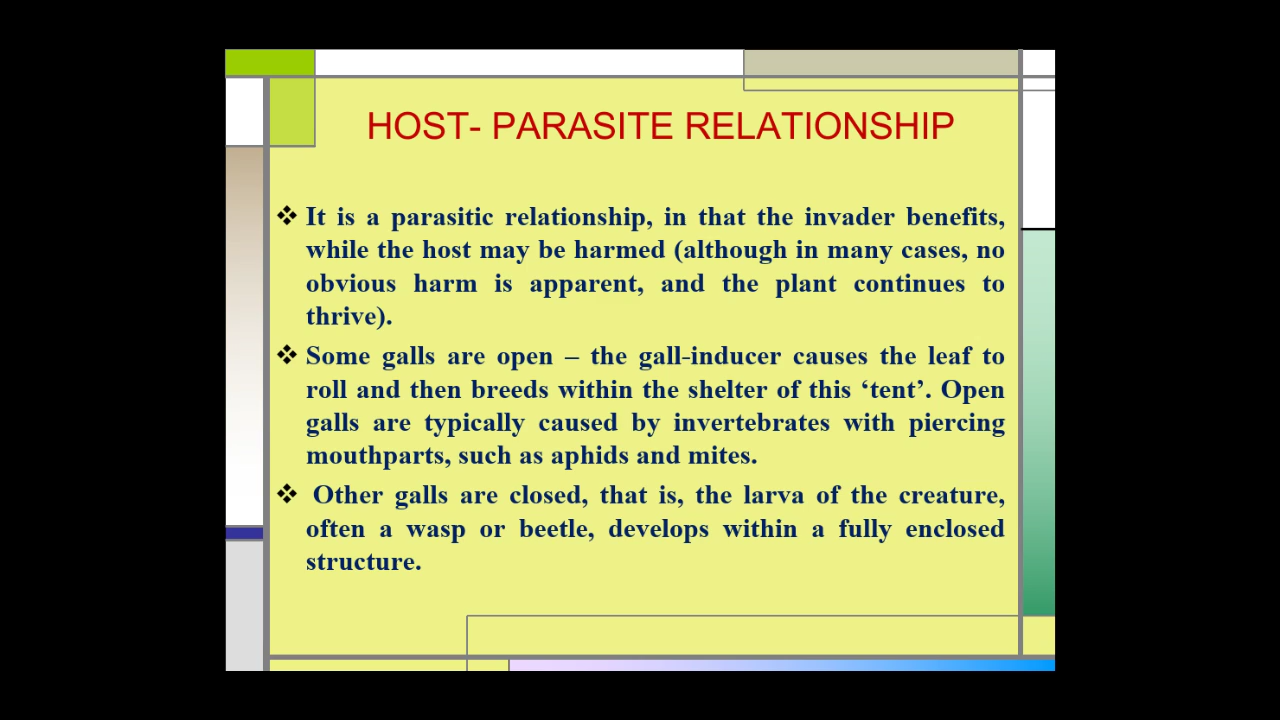 HOST- PARASITE RELATIONSHIP
❖ It is a parasitic relationship, in that the invader benefits,
while the host may be harmed (although in many cases, no
obvious harm is apparent, and the plant continues to
thrive).
❖ Some galls are open – the gall-inducer causes the leaf to
roll and then breeds within the shelter of this ‘tent’. Open
galls are typically caused by invertebrates with piercing
mouthparts, such as aphids and mites.
❖ Other galls are closed, that is, the larva of the creature,
often a wasp or beetle, develops within a fully enclosed
structure.